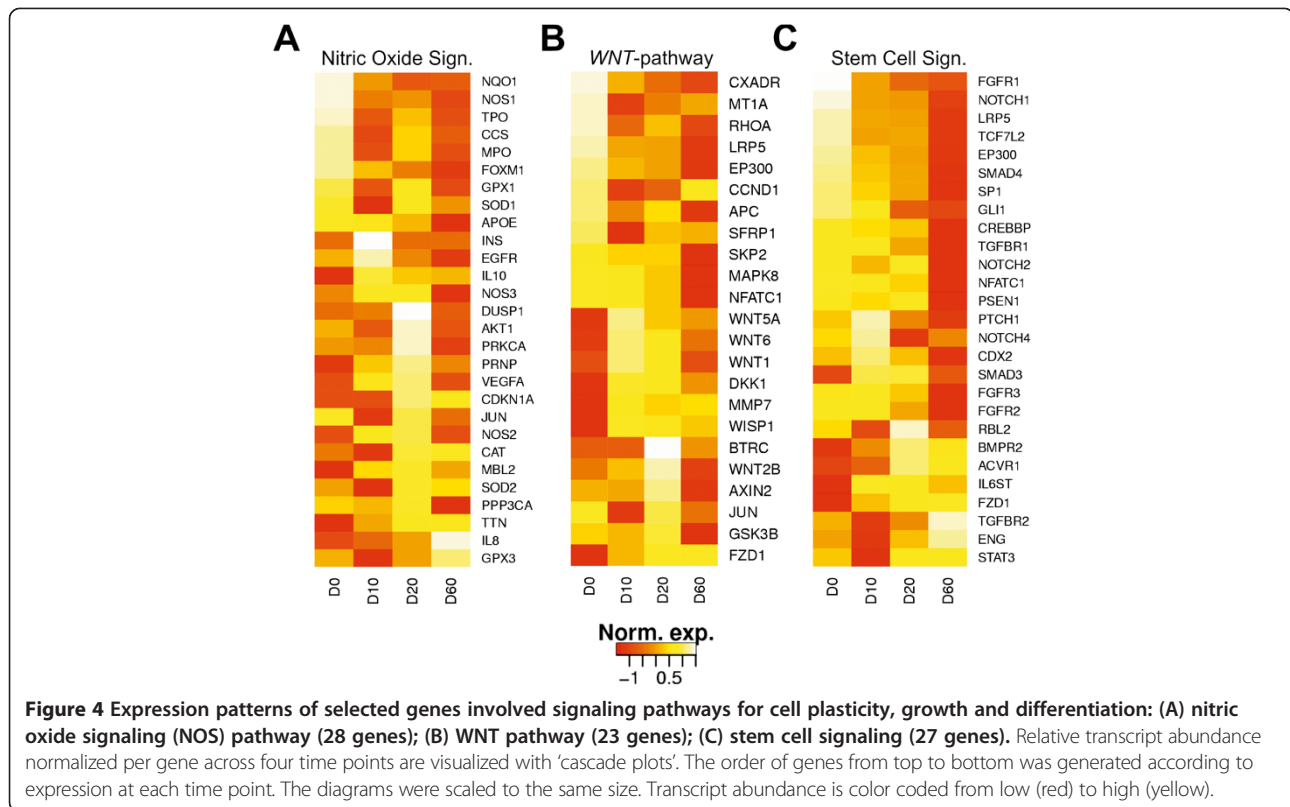 A
Nitric Oxide Sign.
NQO1
NOS1
TPO
CCS
MPO
FOXM1
GPX1
SOD1
APOE
INS
EGFR
IL10
NOS3
DUSP1
AKT1
PRKCA
PRNP
VEGFA
CDKN1A
JUN
NOS2
CAT
MBL2
SOD2
PPP3CA
TTN
IL8
GPX3
D0 D10 D20 D60
B
WNT-pathway
CXADR
MT1A
RHOA
LRP5
EP300
CCND1
APC
SFRP1
SKP2
MAPK8
NFATC1
WNT5A
WNT6
WNT1
DKK1
MMP7
WISP1
BTRC
WNT2B
AXIN2
JUN
GSK3B
FZD1
D0 D10 D20 D60
C
Stem Cell Sign.
FGFR1
NOTCH1
LRP5
TCF7L2
EP300
SMAD4
SP1
GLI1
CREBBP
TGFBR1
NOTCH2
NFATC1
PSEN1
PTCH1
NOTCH4
CDX2
SMAD3
FGFR3
FGFR2
RBL2
BMPR2
ACVR1
IL6ST
FZD1
TGFBR2
ENG
STAT3
D0 D10 D20 D60
Norm. exp.
−1 0.5
Figure 4 Expression patterns of selected genes involved signaling pathways for cell plasticity, growth and differentiation: (A) nitric
oxide signaling (NOS) pathway (28 genes); (B) WNT pathway (23 genes); (C) stem cell signaling (27 genes). Relative transcript abundance
normalized per gene across four time points are visualized with ‘cascade plots’. The order of genes from top to bottom was generated according to
expression at each time point. The diagrams were scaled to the same size. Transcript abundance is color coded from low (red) to high (yellow).